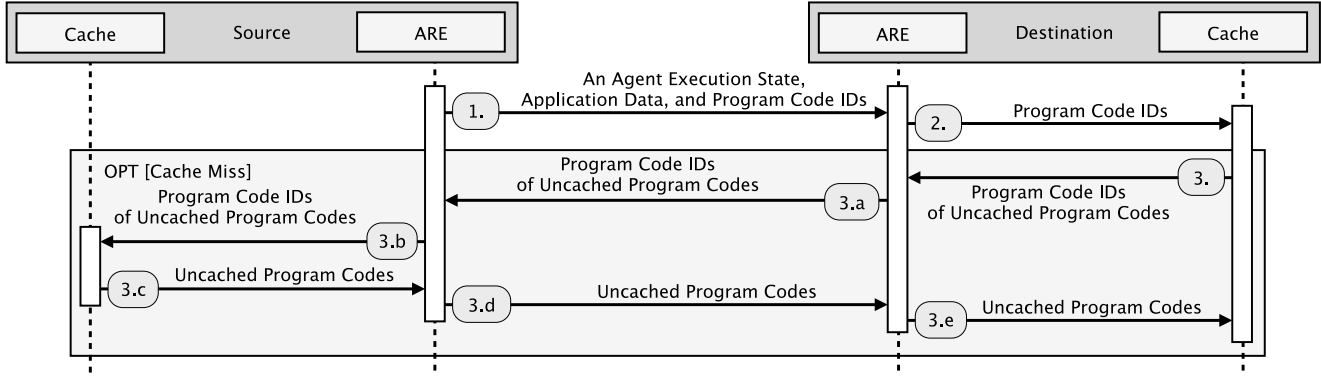 Cache
Source
ARE
ARE
Destination
Cache
An Agent Execution State,
Application Data, and Program Code IDs
1.
2.
Program Code IDs
OPT [Cache Miss]
Program Code IDs
of Uncached Program Codes
3.
Program Code IDs
of Uncached Program Codes
3.a
Program Code IDs
of Uncached Program Codes
3.b
3.c
Uncached Program Codes
3.d
Uncached Program Codes
3.e
Uncached Program Codes